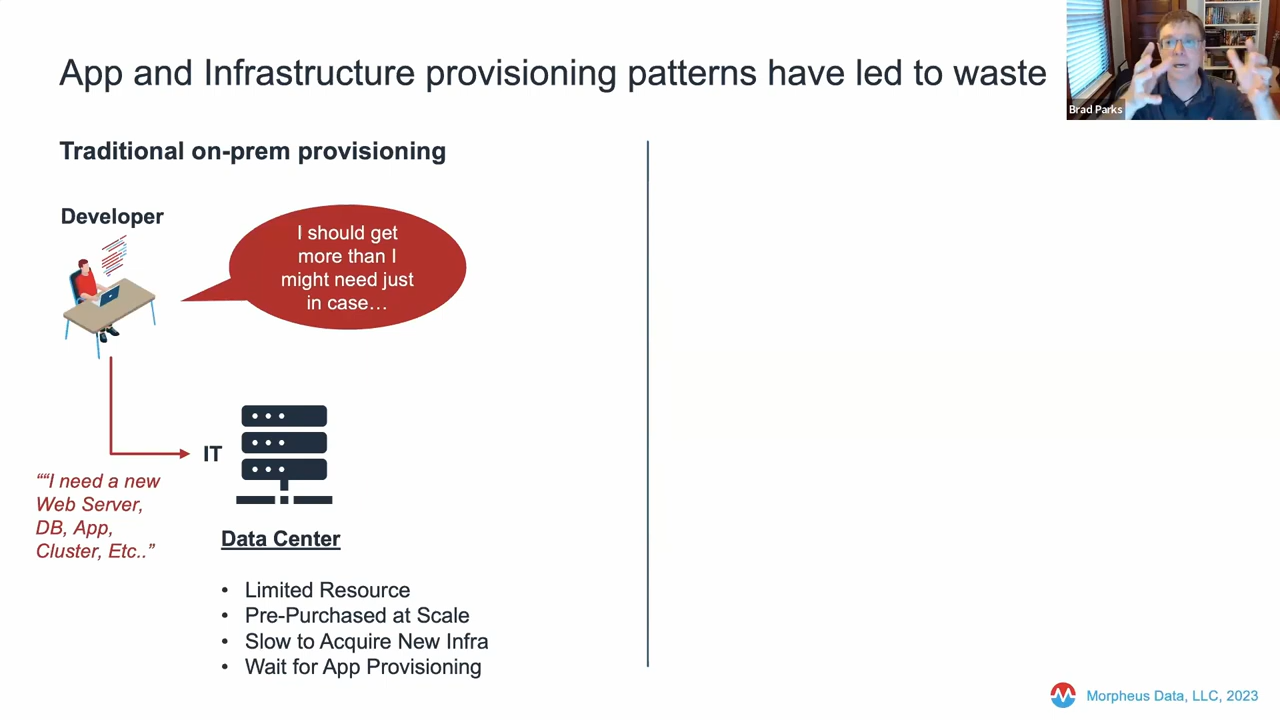 App and Infrastructure provisioning patterns have led to waste
Brad Parks
Traditional on-prem provisioning
Developer
I should get
more than I
might need just
in case…
IT
““I need a new
Web Server,
DB, App,
Cluster, Etc..”
Data Center
• Limited Resource
• Pre-Purchased at Scale
• Slow to Acquire New Infra
• Wait for App Provisioning
Morpheus Data, LLC, 2023